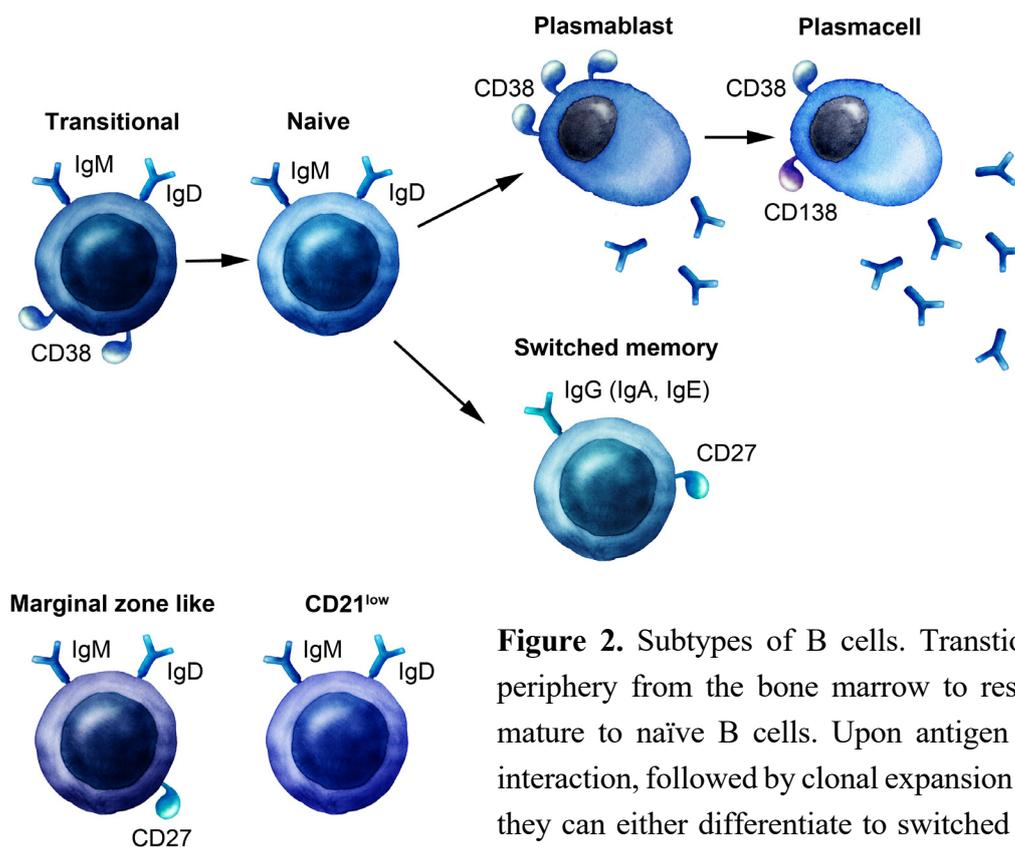 Plasmablast
Plasmacell
CD38
CD38
Transitional
Naive
IgM
IgD
IgM
IgD
CD138
CD38
Switched memory
IgG (IgA, IgE)
CD27
Marginal zone like
CD21low
IgM
IgD
IgM
IgD
CD27
Figure 2. Subtypes of B cells.
periphery from the bone marrow to
mature to naïve B cells. Upon antigen
interaction, followed by clonal expansion
they can either differentiate to switched